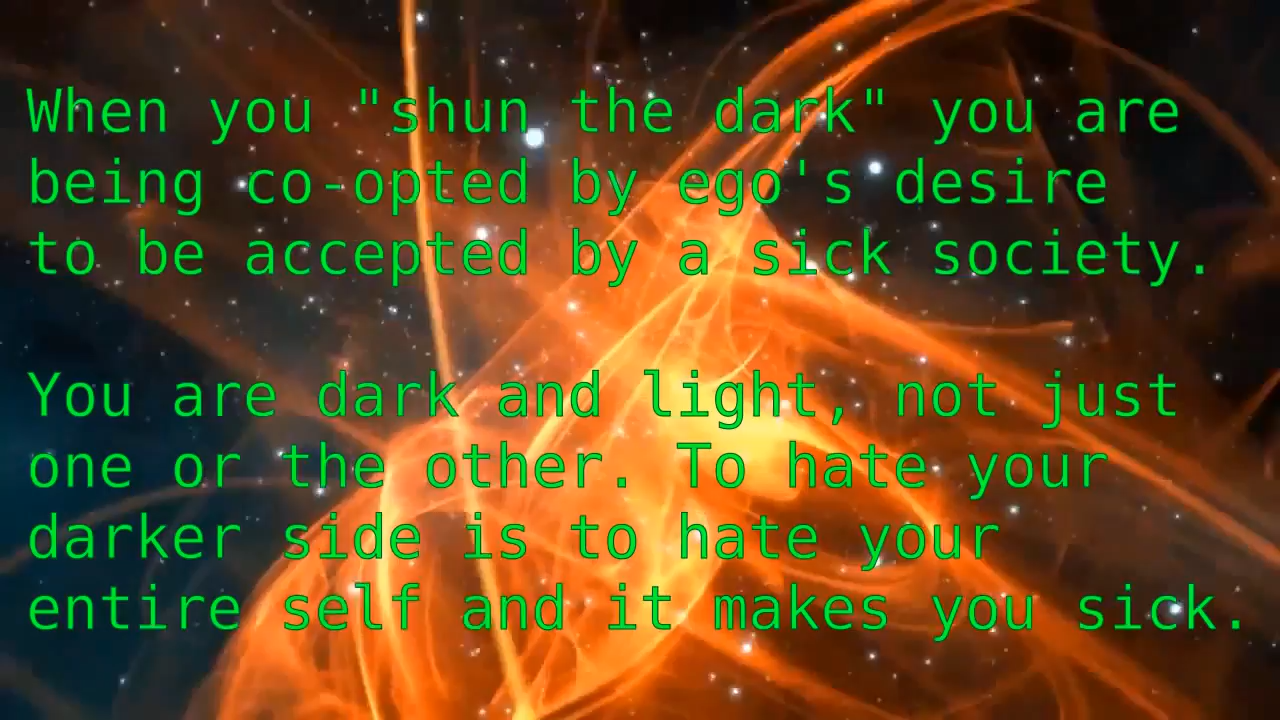 When you "shun the dark" you are
being co-opted by ego's desire
to be accepted by a sick society.
You are dark and light, not just
one or the other. To hate your
darker side is to hate your
entire self and it makes you sick.